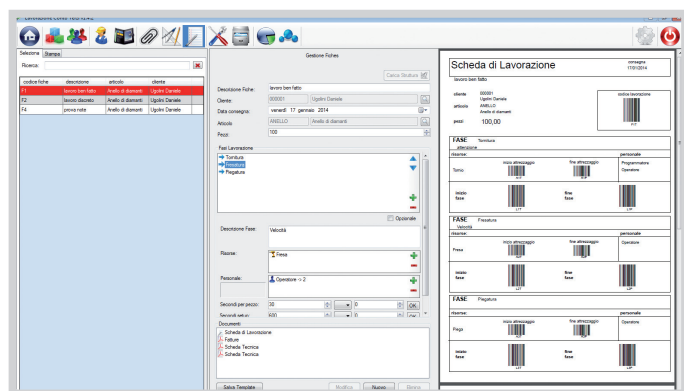 Seleziona Stampa
Ricerca:
codice fiche descrizione articolo cliente
F1 lavoro ben fatto Anello di diamanti Ugolini Daniele
F2 lavoro discreto Anello di diamanti Ugolini Daniele
F4 prova note Anello di diamanti Ugolini Daniele
Gestione Fiches
Carica Struttura
Descrizione Fiche: lavoro ben fatto
Cliente: 000001 Ugolini Daniele
Data consegna: venerdì 17 gennaio 2014
Articolo: ANELLO Anello di diamanti
Pezzi: 100
Fasi Lavorazione
Tornitura
Fresatura
Piegatura
Opzionale
Descrizione Fase: Velocità
Risorse: Fresa
Personale: Operatore -> 2
Secondi per pezzo: 30 0 OK
Secondi setup: 600 0 OK
Documenti
Scheda di Lavorazione
Fatture
Scheda Tecnica
Scheda Tecnica
Salva Template Modifica Nuovo Elimina
Scheda di Lavorazione
consegna
17/01/2014
lavoro ben fatto
cliente 000001
Ugolini Daniele
articolo ANELLO
Anello di diamanti
pezzi 100,00
codice lavorazione
FASE Tornitura
attenzione
risorse: personale
Tornio inizio attrezzaggio fine attrezzaggio Programmatore
Operatore
inizio fase fine fase
FASE Fresatura
Velocità
risorse: personale
Fresa inizio attrezzaggio fine attrezzaggio Operatore
inizio fase fine fase
FASE Piegatura
risorse: personale
Piega inizio attrezzaggio fine attrezzaggio Operatore
inizio fase fine fase